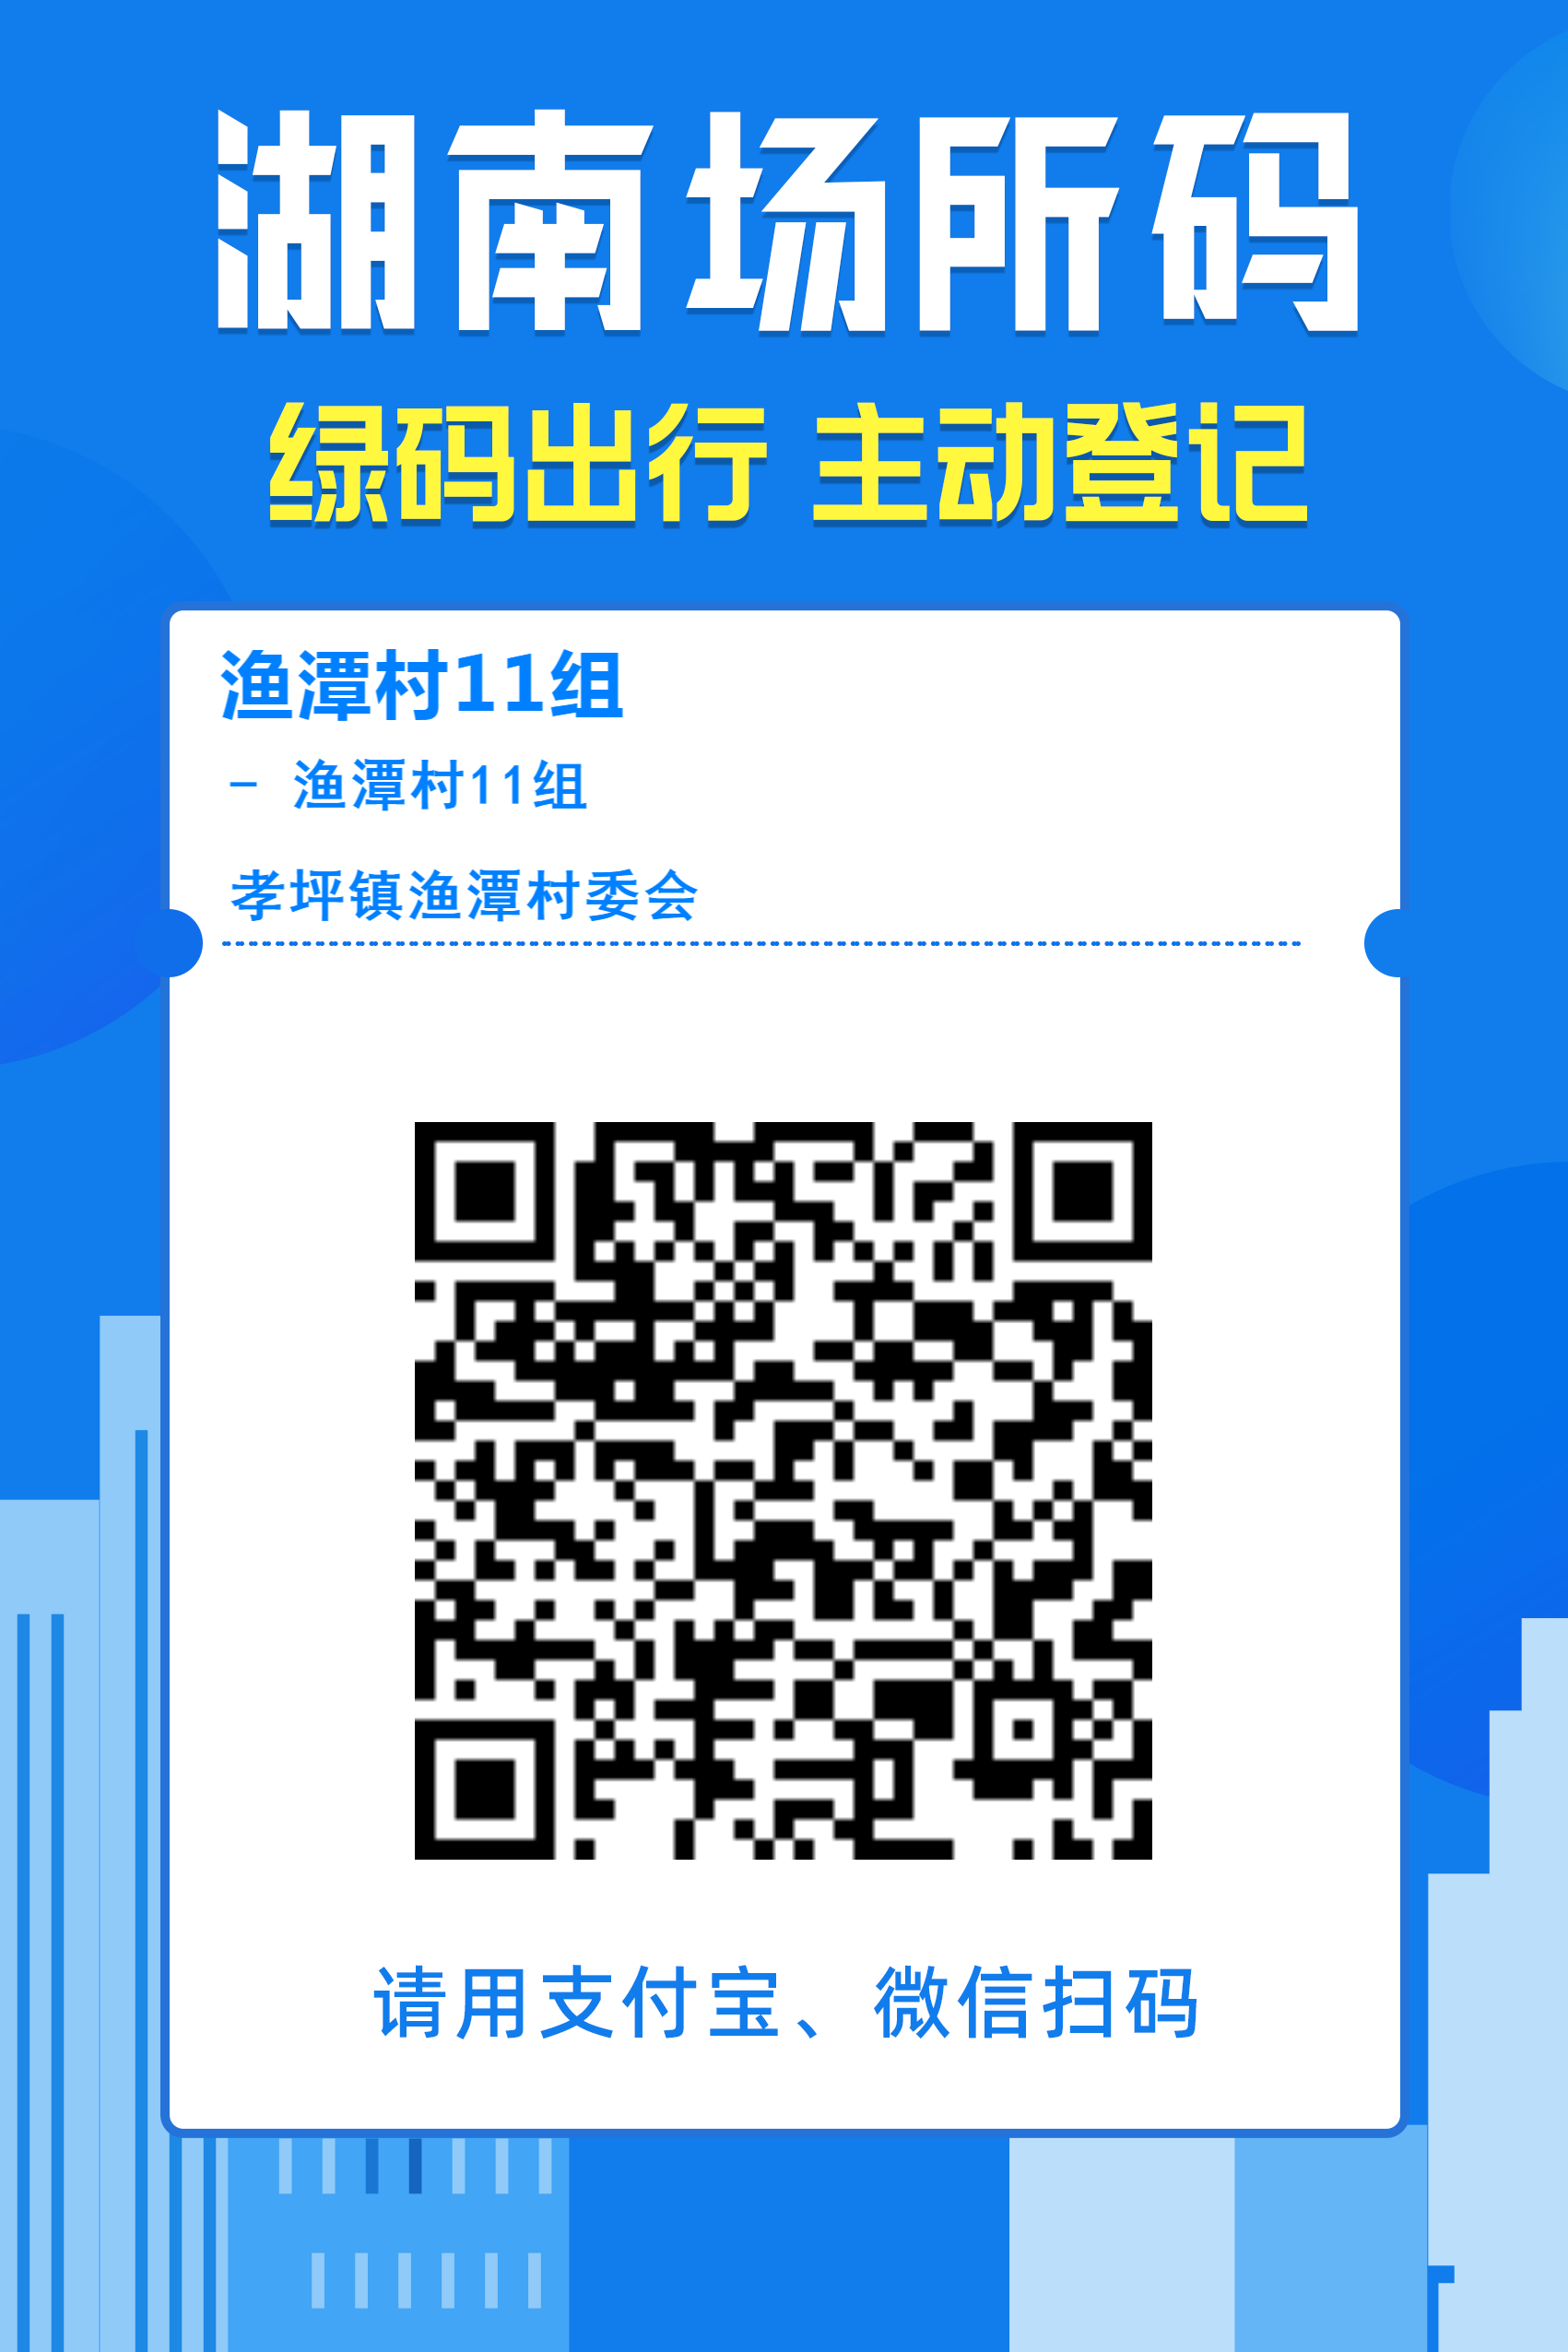 湖南场所码
绿码出行 主动登记
渔潭村11组
- 渔潭村11组
孝坪镇渔潭村委会
请用支付宝、微信扫码